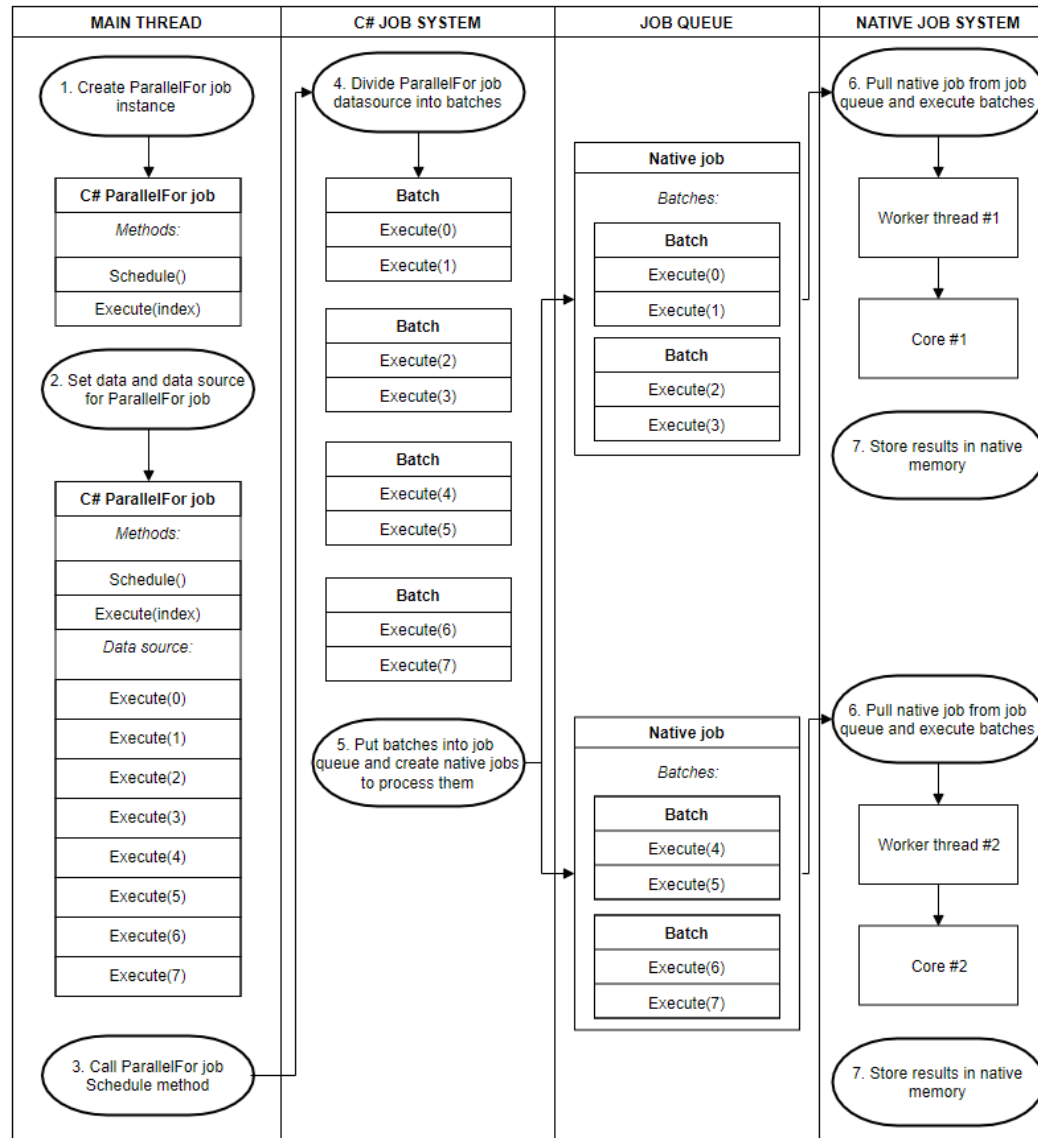 MAIN THREAD
1. Create ParallelFor job
instance
C# ParallelFor job
Methods:
Schedule()
Execute(index)
2. Set data and data source
for ParallelFor job
C# ParallelFor job
Methods:
Schedule()
Execute(index)
Data source:
Execute(0)
Execute(1)
Execute(2)
Execute(3)
Execute(4)
Execute(5)
Execute(6)
Execute(7)
3. Call ParallelFor job
Schedule method
C# JOB SYSTEM
4. Divide ParallelFor job
datasource into batches
Batch
Execute(0)
Execute(1)
Batch
Execute(2)
Execute(3)
Batch
Execute(4)
Execute(5)
Batch
Execute(6)
Execute(7)
5. Put batches into job
queue and create native jobs
to process them
JOB QUEUE
Native job
Batches:
Batch
Execute(0)
Execute(1)
Batch
Execute(2)
Execute(3)
Native job
Batches:
Batch
Execute(4)
Execute(5)
Batch
Execute(6)
Execute(7)
NATIVE JOB SYSTEM
6. Pull native job from job
queue and execute batches
Worker thread #1
Core #1
7. Store results in native
memory
6. Pull native job from job
queue and execute batches
Worker thread #2
Core #2
7. Store results in native
memory